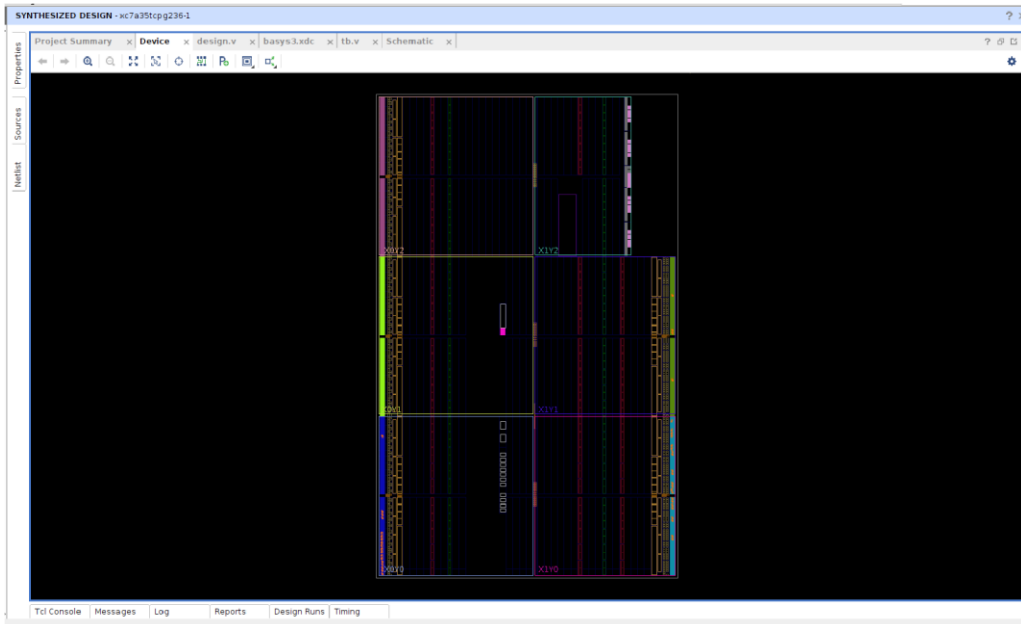 SYNTHESIZED DESIGN - xc7a35tcpg236-1
Project Summary Device design.v basys3.xdc tb.v Schematic
Properties
Sources
Netlist
X0Y2 X1Y2
X1Y1
X0Y0 X1Y0
Tcl Console Messages Log Reports Design Runs Timing